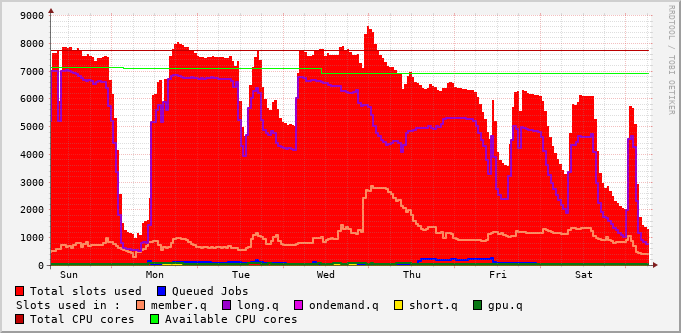 RRDTOOL / TOBI OETIKER
9000
8000
7000
6000
5000
4000
3000
2000
1000
0
Sun Mon Tue Wed Thu Fri Sat
Total slots used Queued Jobs
Slots used in : member.q long.q ondemand.q short.q gpu.q
Total CPU cores Available CPU cores